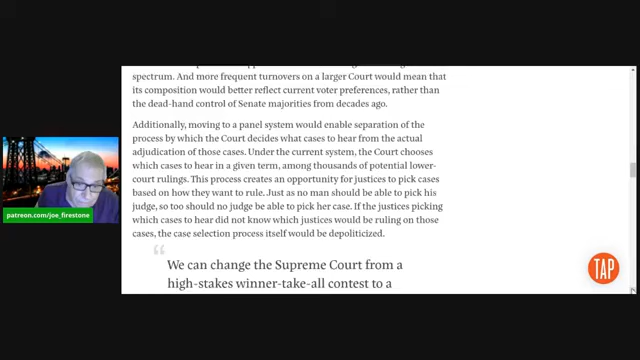 spectrum. And more frequent turnovers on a larger Court would mean that
its composition would better reflect current voter preferences, rather than
the dead-hand control of Senate majorities from decades ago.
Additionally, moving to a panel system would enable separation of the
process by which the Court decides what cases to hear from the actual
adjudication of those cases. Under the current system, the Court chooses
which cases to hear in a given term, among thousands of potential lower-
court rulings. This process creates an opportunity for justices to pick cases
based on how they want to rule. Just as no man should be able to pick his
judge, so too should no judge be able to pick her case. If the justices picking
which cases to hear did not know which justices would be ruling on those
cases, the case selection process itself would be depoliticized.
“
We can change the Supreme Court from a
high-stakes winner-take-all contest to a
patreon.com/joe_firestone
TAP